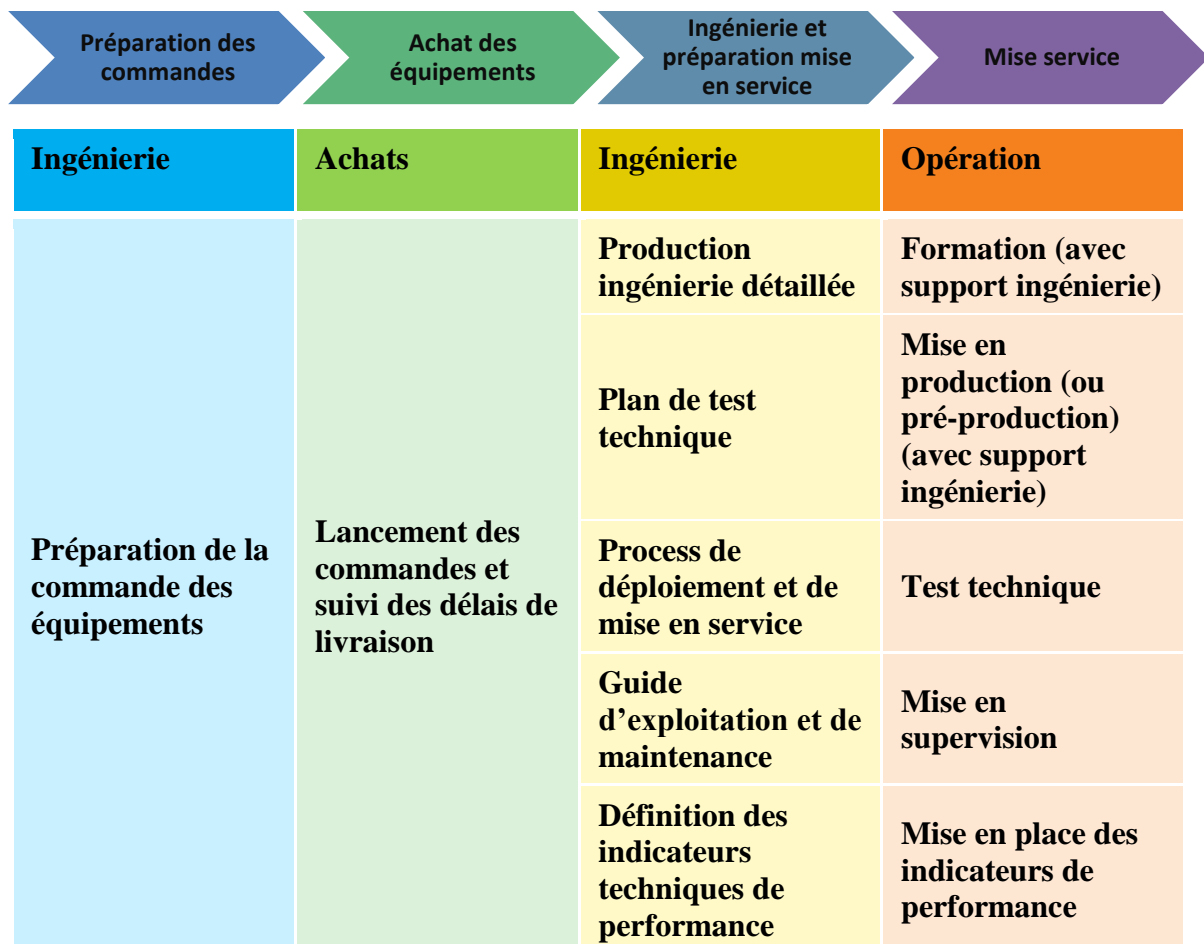 Préparation des
commandes
Achat des
équipements
Ingénierie et
préparation mise
en service
Mise service
Ingénierie
Achats
Ingénierie
Opération
Préparation de la
commande des
équipements
Lancement des
commandes et
suivi des délais de
livraison
Production
ingénierie détaillée
Formation (avec
support ingénierie)
Plan de test
technique
Mise en
production (ou
pré-production)
(avec support
ingénierie)
Process de
déploiement et de
mise en service
Test technique
Guide
d’exploitation et de
maintenance
Mise en
supervision
Définition des
indicateurs
techniques de
performance
Mise en place des
indicateurs de
performance